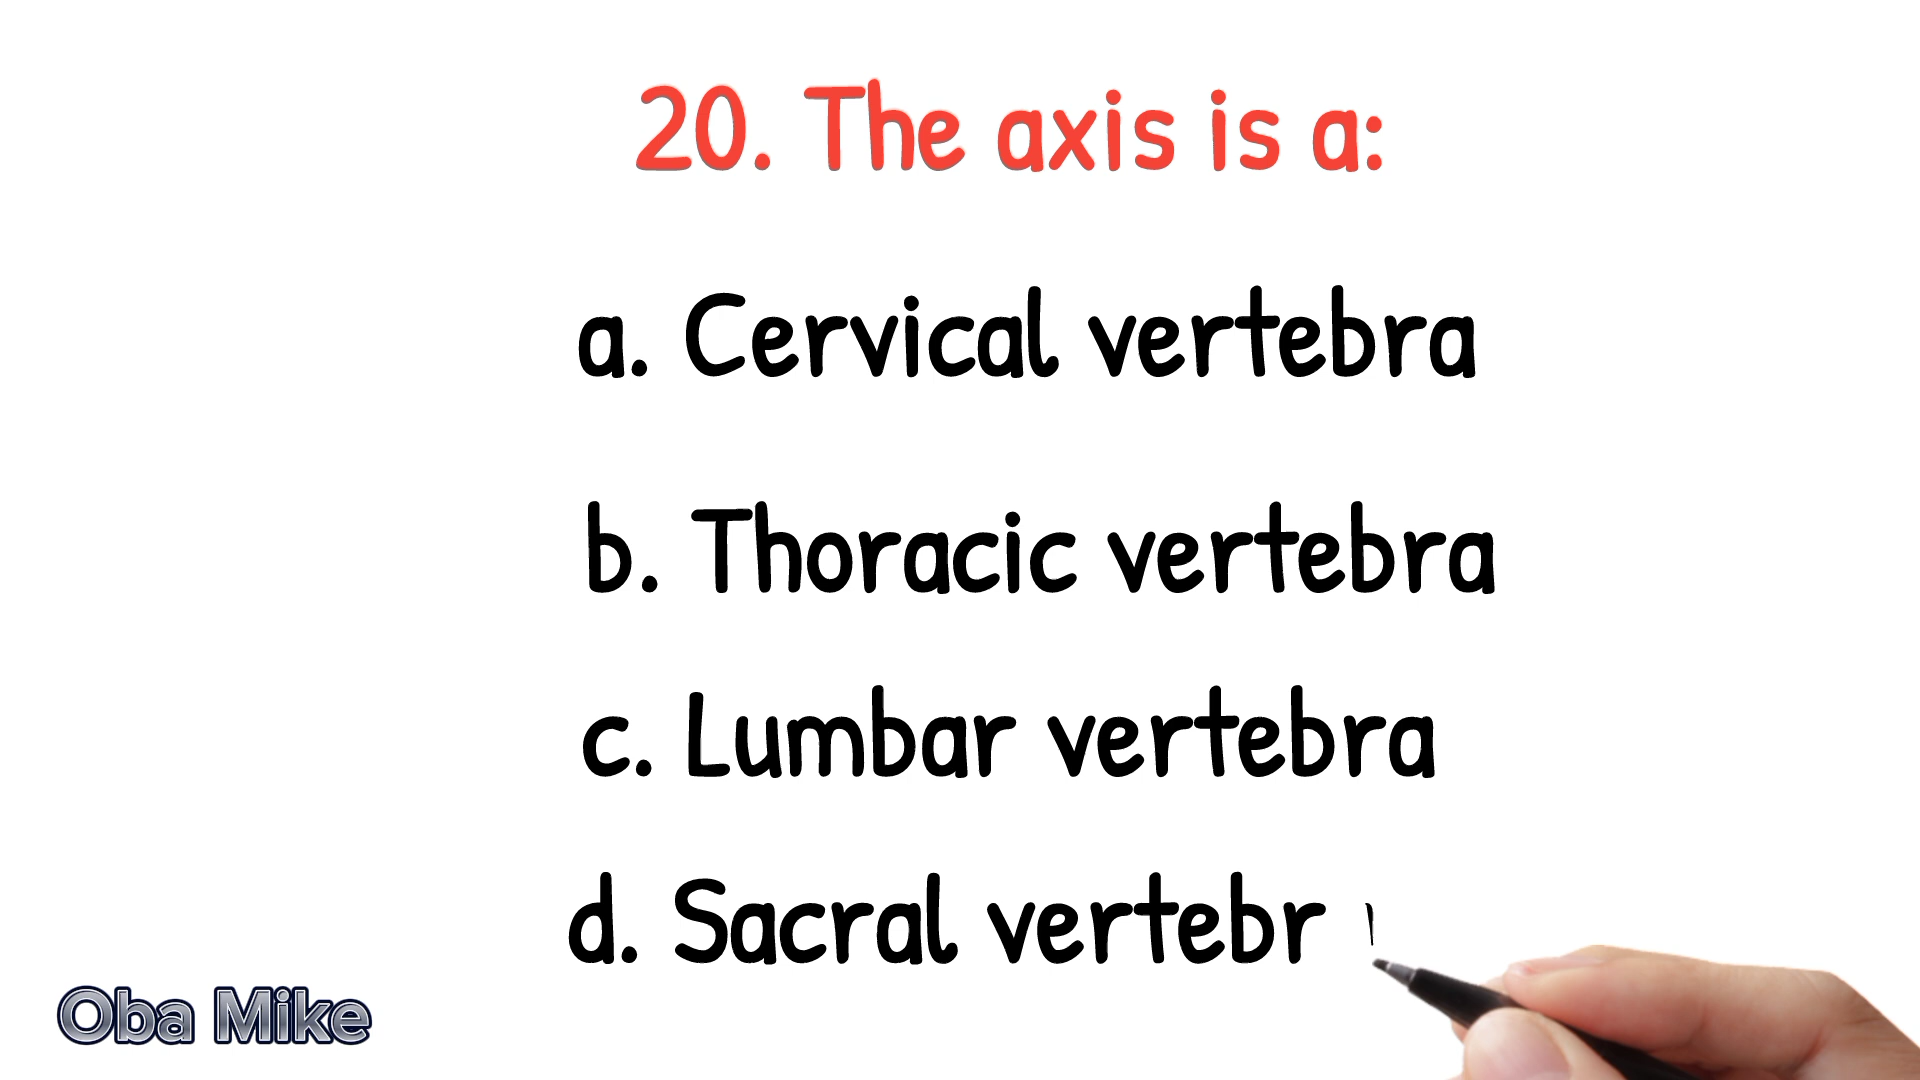 20. The axis is a:
a. Cervical vertebra
b. Thoracic vertebra
c. Lumbar vertebra
d. Sacral vertebr
Oba Mike